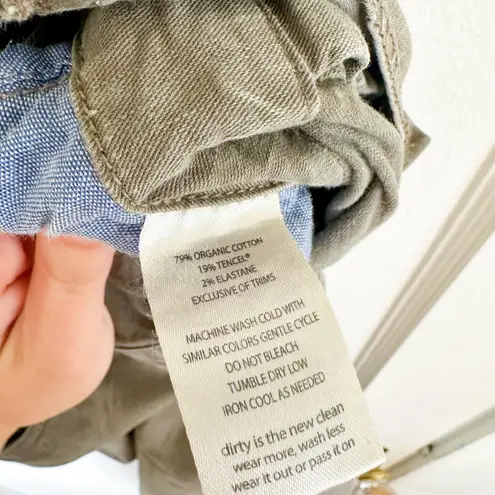 79% ORGANIC COTTON
19% TENCEL®
2% ELASTANE
EXCLUSIVE OF TRIMS
MACHINE WASH COLD WITH
SIMILAR COLORS GENTLE CYCLE
DO NOT BLEACH
TUMBLE DRY LOW
IRON COOL AS NEEDED
dirty is the new clean
wear more, wash less
wear it out or pass it on